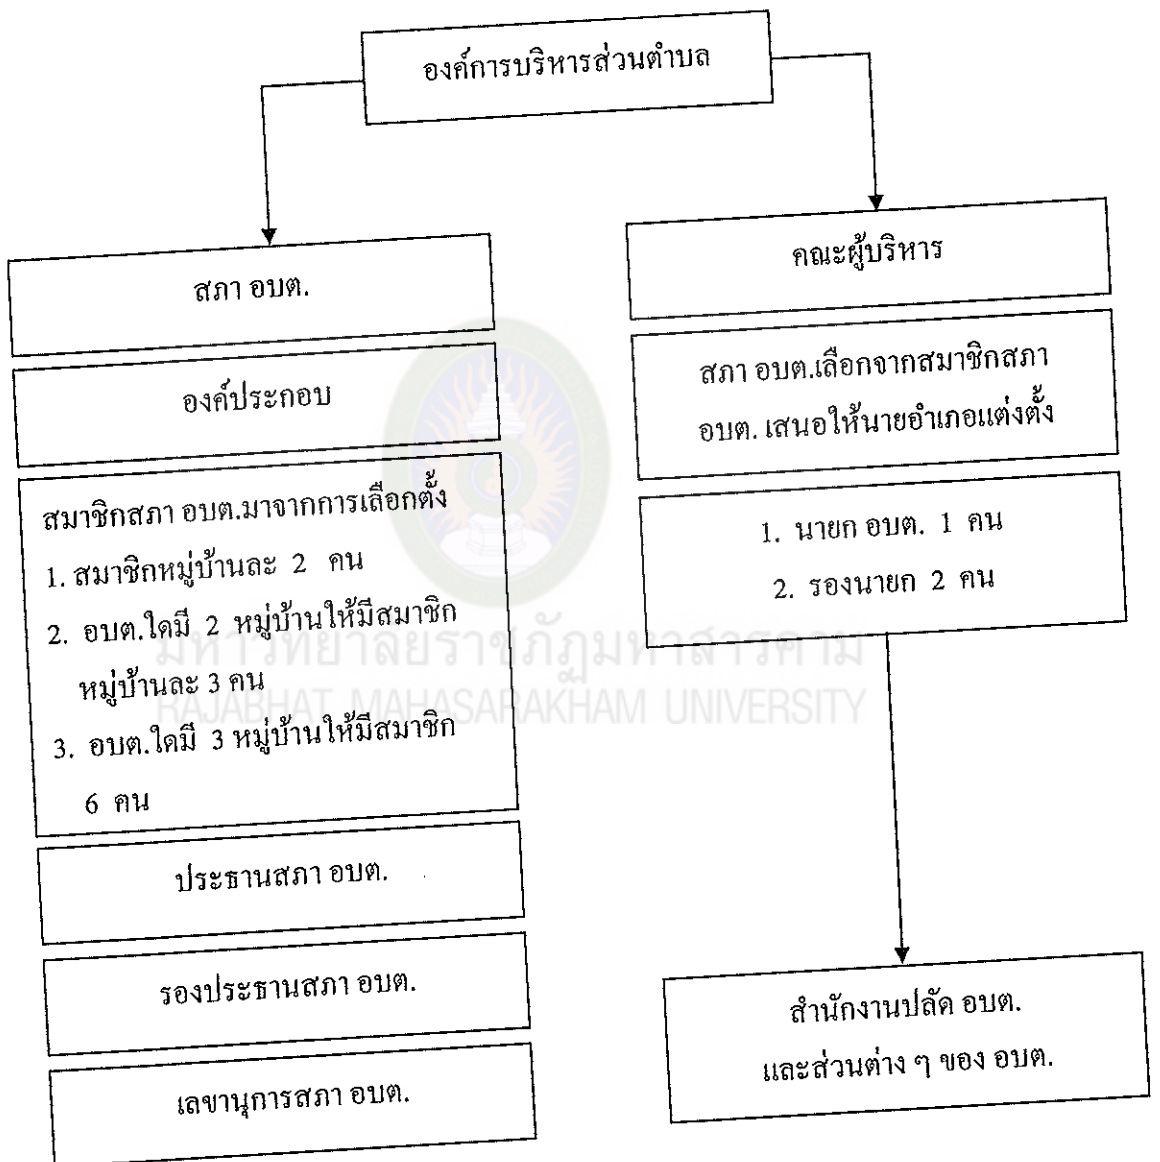 องค์การบริหารส่วนตำบล
สภา อบต.
องค์ประกอบ
สมาชิกสภา อบต.มาจากการเลือกตั้ง
1. สมาชิกหมู่บ้านละ 2 คน
2. อบต.ใดมี 2 หมู่บ้านให้มีสมาชิก
หมู่บ้านละ 3 คน
3. อบต.ใดมี 3 หมู่บ้านให้มีสมาชิก
6 คน
ประธานสภา อบต.
รองประธานสภา อบต.
เลขานุการสภา อบต.
คณะผู้บริหาร
สภา อบต.เลือกจากสมาชิกสภา
อบต. เสนอให้นายอำเภอแต่งตั้ง
1. นายก อบต. 1 คน
2. รองนายก 2 คน
สำนักงานปลัด อบต.
และส่วนต่าง ๆ ของ อบต.
มหาวิทยาลัยราชภัฏมหาสารคาม
RAJABHAT MAHASARAKHAM UNIVERSITY